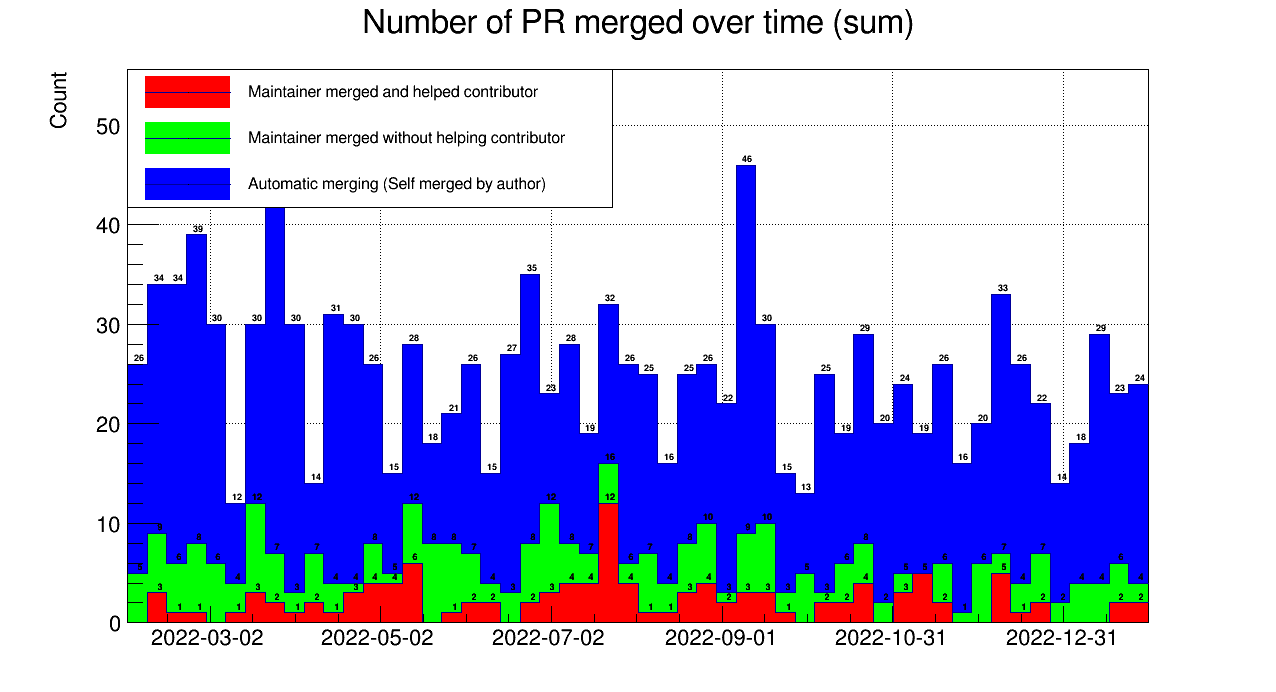 Number of PR merged over time (sum)
Count
Maintainer merged and helped contributor
Maintainer merged without helping contributor
Automatic merging (Self merged by author)
50
40
30
20
10
0
26 34 34 39 30 12 30 30 14 31 30 26 15 28 18 21 26 15 27 35 23 28 19 32 26 25 16 25 26 22 46 30 15 13 25 19 29 20 24 19 26 16 20 33 26 22 14 18 29 23 24
2022-03-02 2022-05-02 2022-07-02 2022-09-01 2022-10-31 2022-12-31